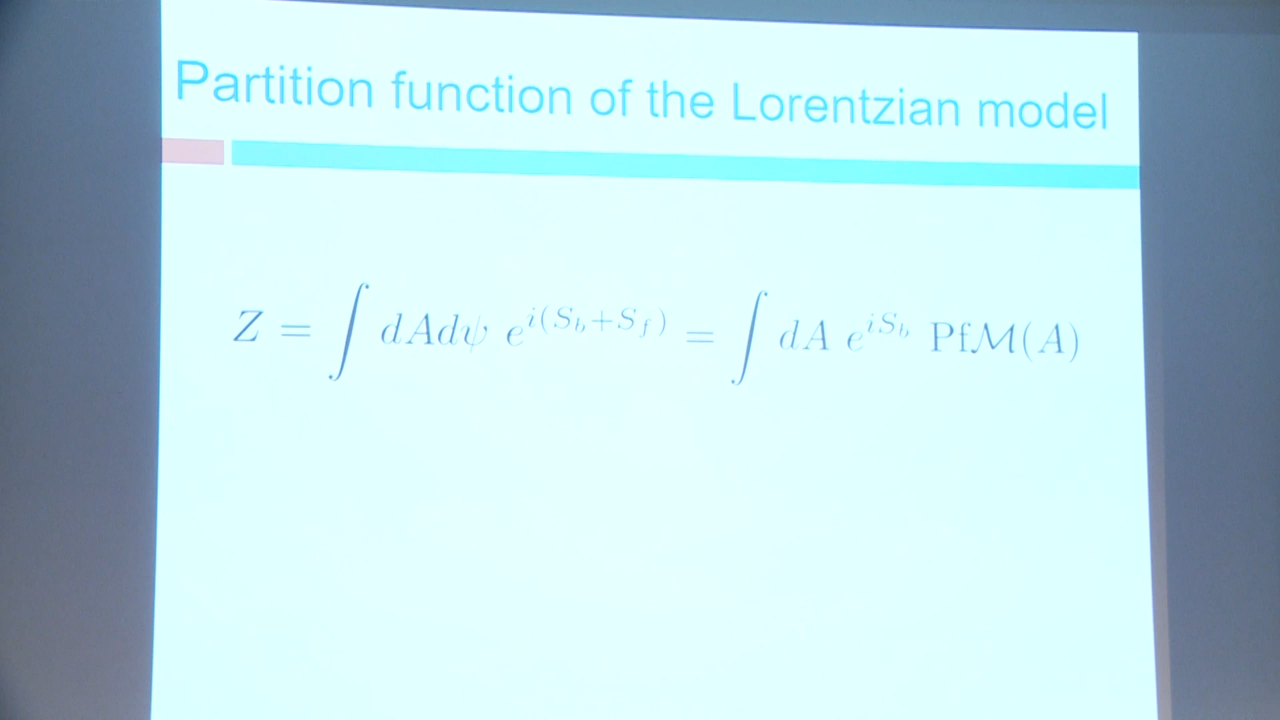 Partition function of the Lorentzian model
Z = ∫ dAdψ e^{i(S_b+S_f)} = ∫ dA e^{iS_b} Pfℳ(A)